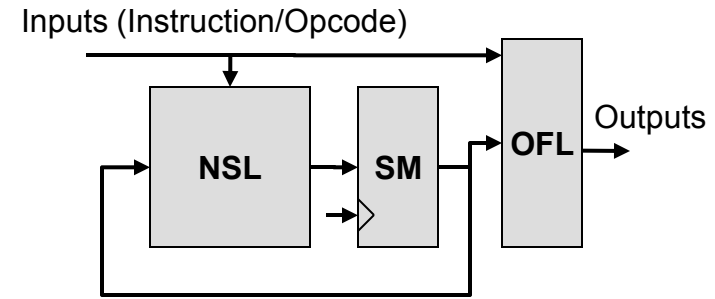 Inputs (Instruction/Opcode)
NSL
SM
OFL
Outputs